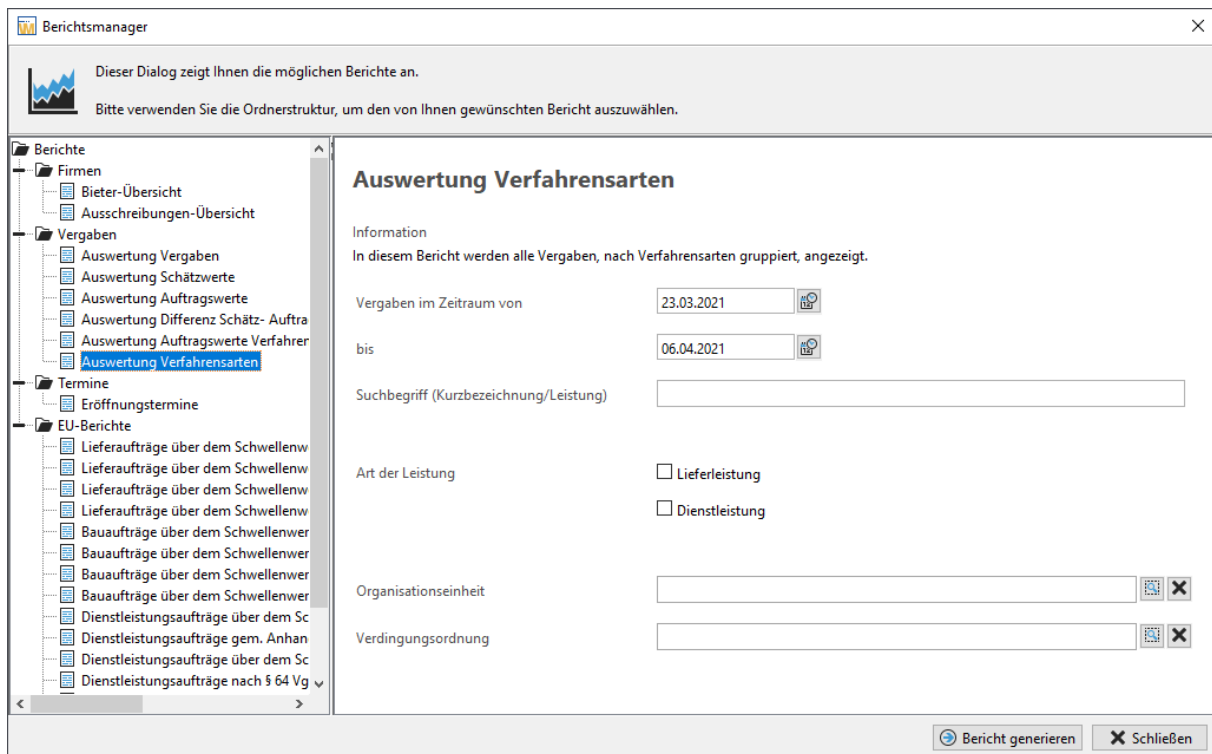 Berichtsmanager
Dieser Dialog zeigt Ihnen die möglichen Berichte an.
Bitte verwenden Sie die Ordnerstruktur, um den von Ihnen gewünschten Bericht auszuwählen.
Berichte
Firmen
Bieter-Übersicht
Ausschreibungen-Übersicht
Vergaben
Auswertung Vergaben
Auswertung Schätzwerte
Auswertung Auftragswerte
Auswertung Differenz Schätz- Auftra
Auswertung Auftragswerte Verfahren
Auswertung Verfahrensarten
Termine
Eröffnungstermine
EU-Berichte
Lieferaufträge über dem Schwellenw
Lieferaufträge über dem Schwellenw
Lieferaufträge über dem Schwellenw
Lieferaufträge über dem Schwellenw
Bauaufträge über dem Schwellenwer
Bauaufträge über dem Schwellenwer
Bauaufträge über dem Schwellenwer
Bauaufträge über dem Schwellenwer
Dienstleistungsaufträge über dem Sc
Dienstleistungsaufträge gem. Anhan
Dienstleistungsaufträge über dem Sc
Dienstleistungsaufträge nach § 64 Vg
Auswertung Verfahrensarten
Information
In diesem Bericht werden alle Vergaben, nach Verfahrensarten gruppiert, angezeigt.
Vergaben im Zeitraum von 23.03.2021
bis 06.04.2021
Suchbegriff (Kurzbezeichnung/Leistung)
Art der Leistung Lieferleistung
Dienstleistung
Organisationseinheit
Verdingungsordnung
Bericht generieren Schließen